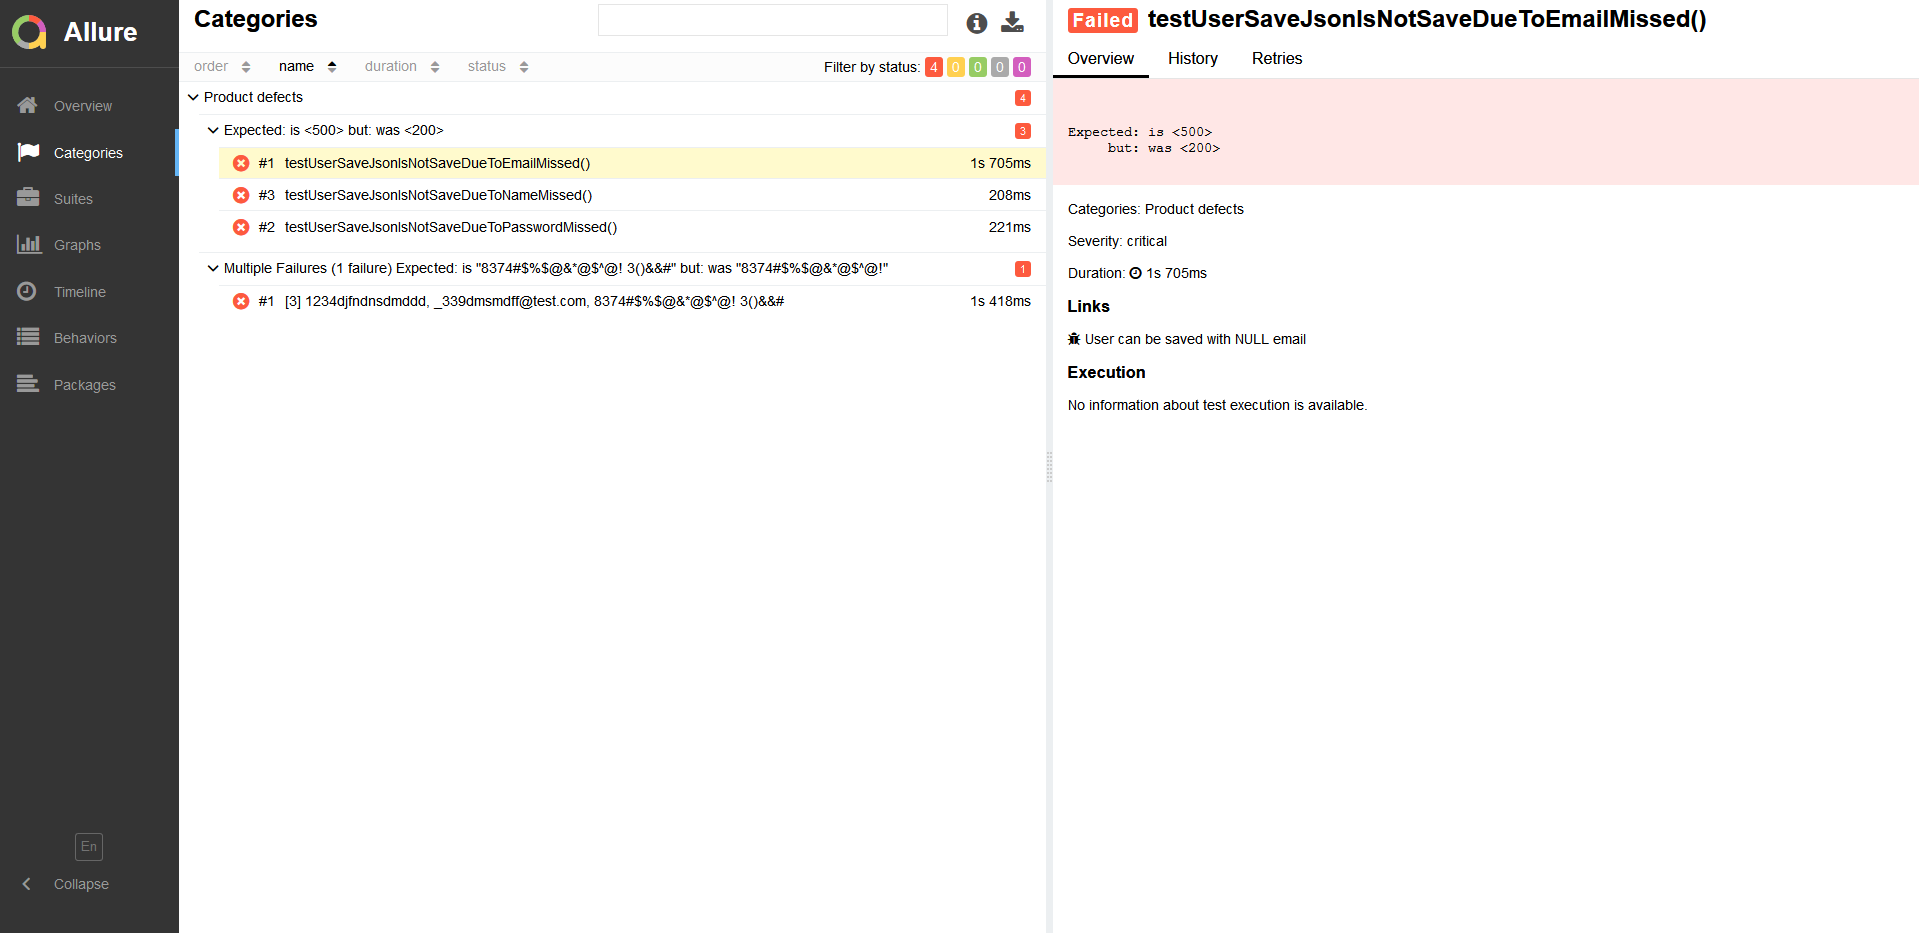 Allure
Overview
Categories
Suites
Graphs
Timeline
Behaviors
Packages
En
Collapse
Categories
order name duration status Filter by status: 4 0 0 0 0
Product defects 4
Expected: is <500> but: was <200> 3
#1 testUserSaveJsonIsNotSaveDueToEmailMissed() 1s 705ms
#3 testUserSaveJsonIsNotSaveDueToNameMissed() 208ms
#2 testUserSaveJsonIsNotSaveDueToPasswordMissed() 221ms
Multiple Failures (1 failure) Expected: is "8374#$%$@&*@$^@! 3()&&#" but: was "8374#$%$@&*@$^@!" 1
#1 [3] 1234djfndnsdmddd, _339dmsmdff@test.com, 8374#$%$@&*@$^@! 3()&&# 1s 418ms
Failed testUserSaveJsonIsNotSaveDueToEmailMissed()
Overview History Retries
Expected: is <500>
but: was <200>
Categories: Product defects
Severity: critical
Duration: 1s 705ms
Links
User can be saved with NULL email
Execution
No information about test execution is available.